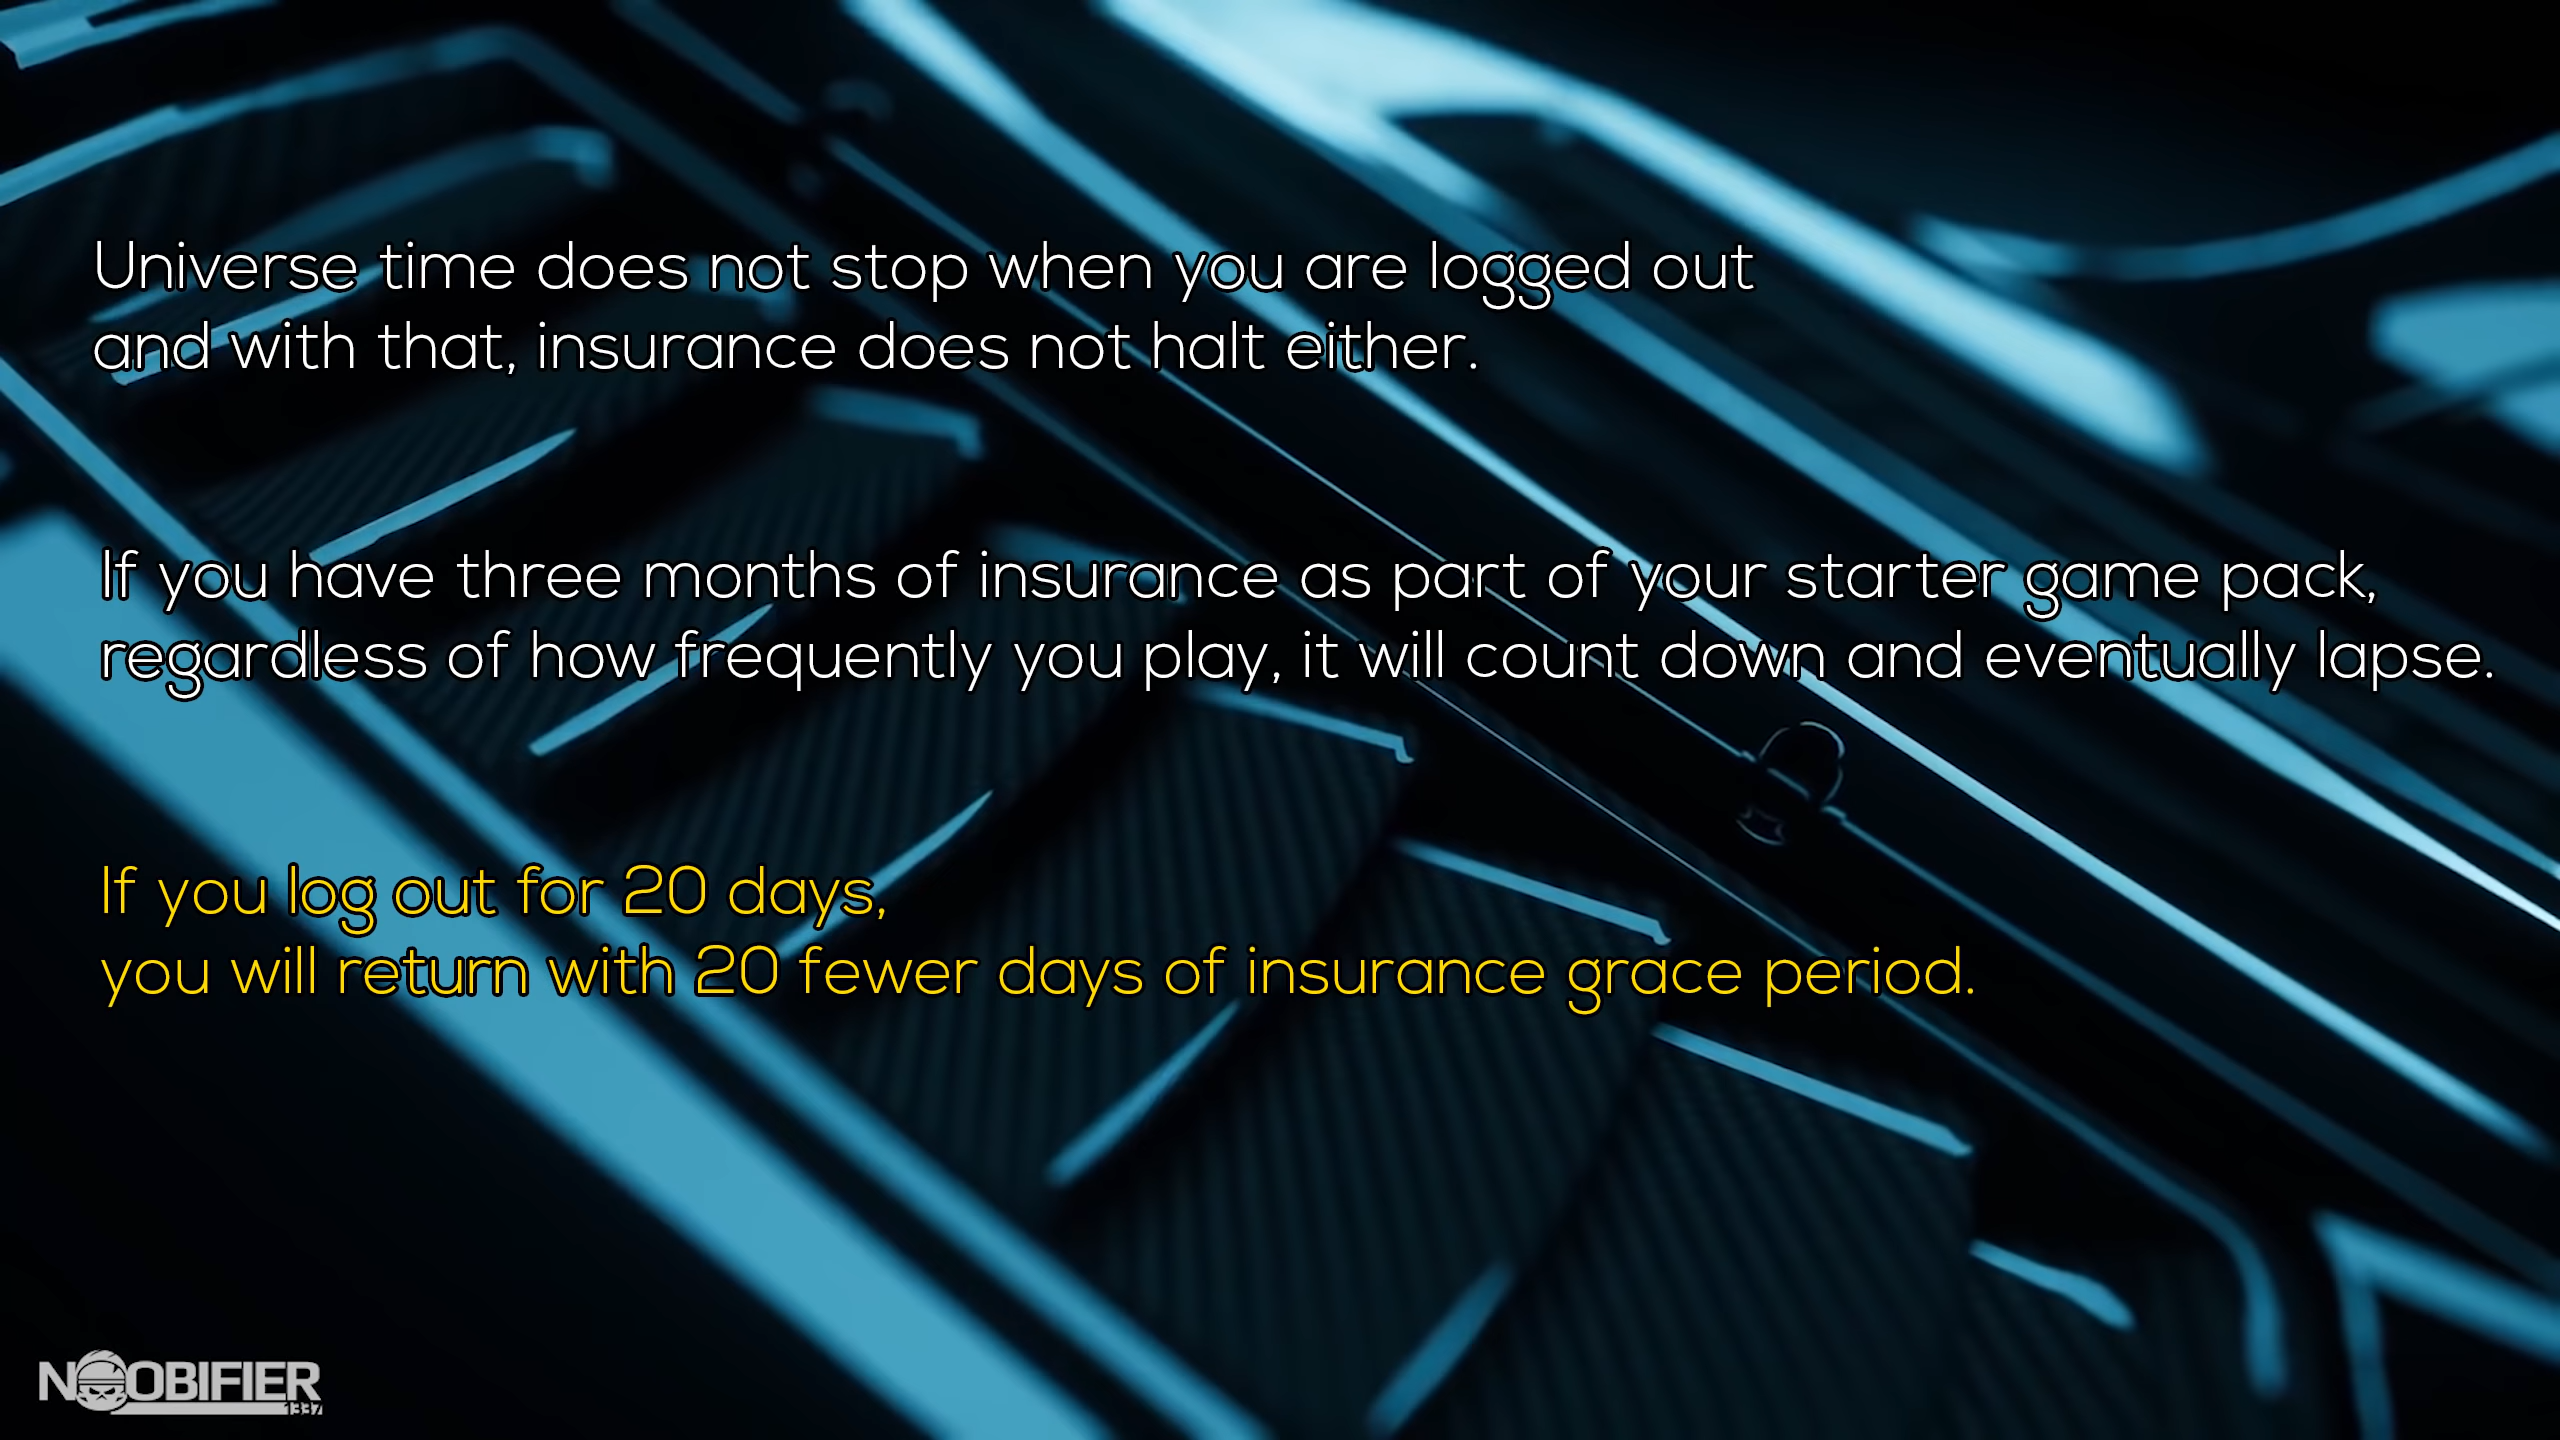 Universe time does not stop when you are logged out
and with that, insurance does not halt either.
If you have three months of insurance as part of your starter game pack,
regardless of how frequently you play, it will count down and eventually lapse.
If you log out for 20 days,
you will return with 20 fewer days of insurance grace period.
NOOBIFIER
1337